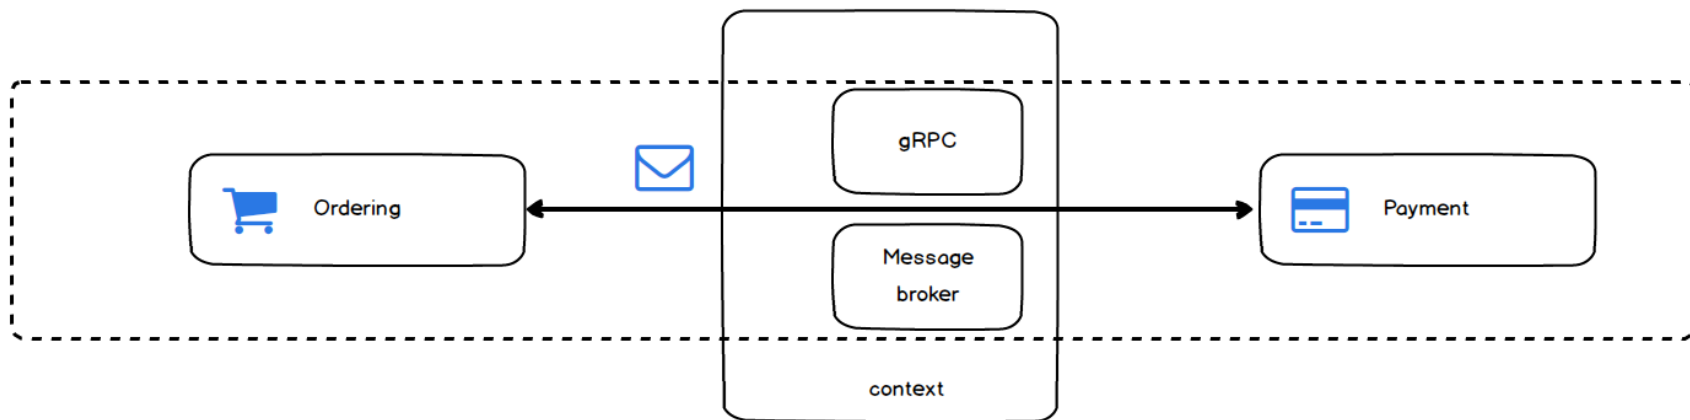 gRPC
Ordering
Payment
Message
broker
context